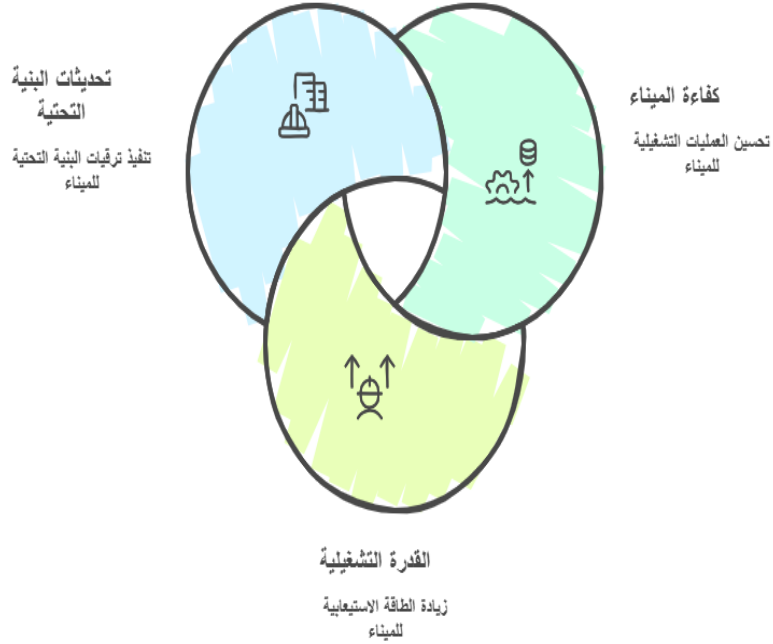 كفاءة الميناء
تحسين العمليات التشغيلية
للميناء
تحديثات البنية
التحتية
تنفيذ ترقيات البنية التحتية
للميناء
القدرة التشغيلية
زيادة الطاقة الاستيعابية
للميناء